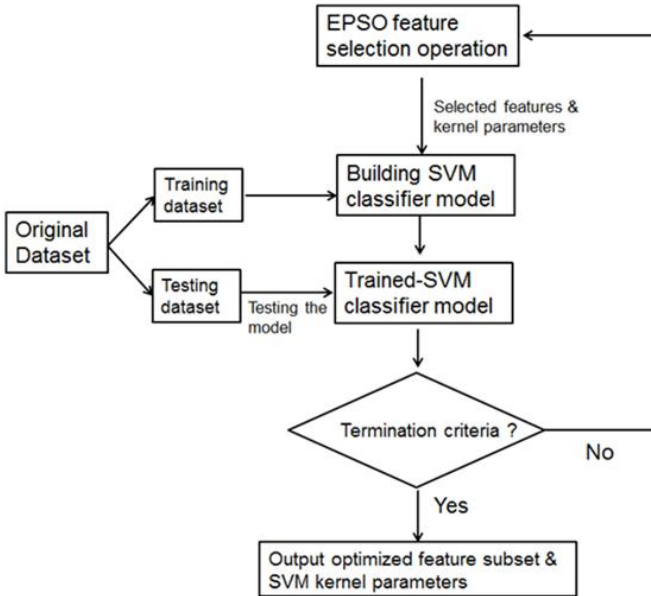 EPSO feature
selection operation
Selected features &
kernel parameters
Training
dataset
Building SVM
classifier model
Original
Dataset
Testing
dataset
Testing the
model
Trained-SVM
classifier model
Termination criteria ?
No
Yes
Output optimized feature subset &
SVM kernel parameters